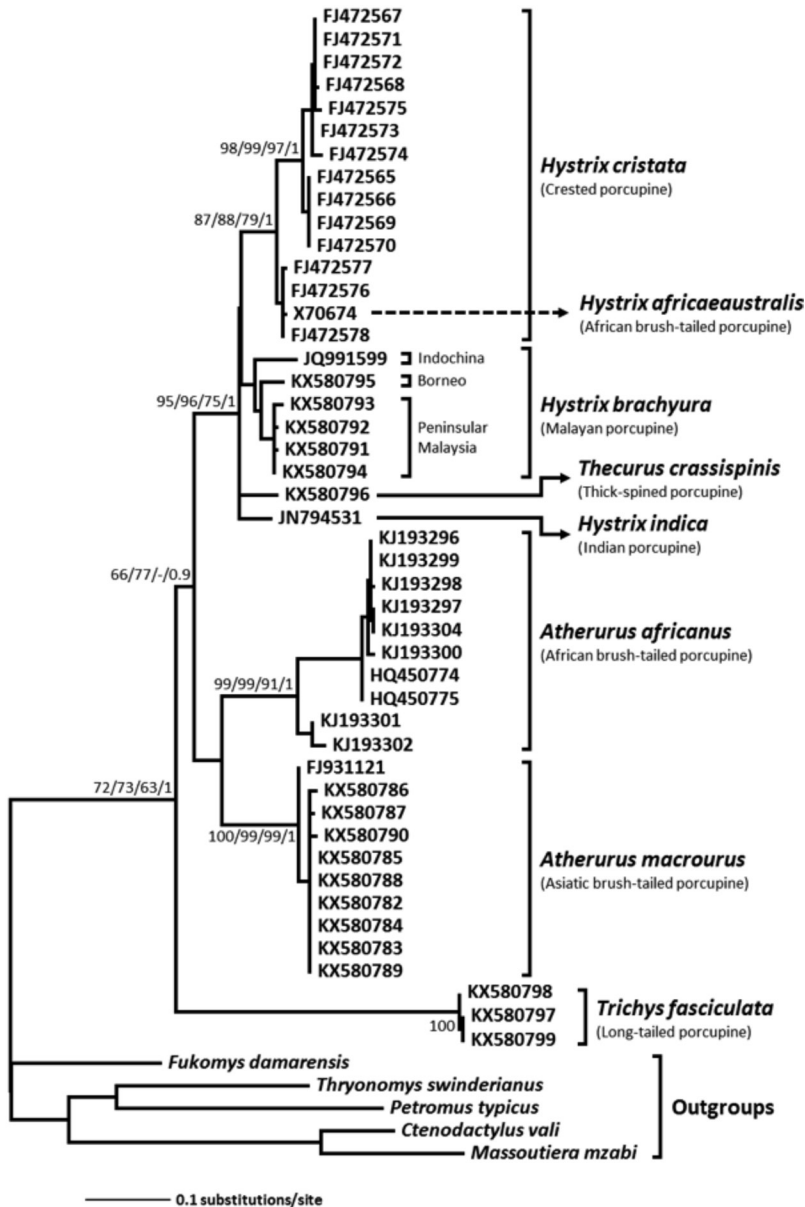 FJ472567
FJ472571
FJ472572
FJ472568
FJ472575
FJ472573
98/99/97/1
FJ472574
FJ472565
Hystrix cristata
FJ472566
(Crested porcupine)
87/88/79/1
FJ472569
FJ472570
FJ472577
FJ472576
X70674
Hystrix africaeaustralis
(African brush-tailed porcupine)
FJ472578
JQ991599
Indochina
KX580795
Borneo
95/96/75/1
KX580793
Hystrix brachyura
(Malayan porcupine)
KX580792
Peninsular
Malaysia
KX580791
KX580794
Thecurus crassispinis
(Thick-spined porcupine)
KX580796
JN794531
Hystrix indica
(Indian porcupine)
KJ193296
KJ193299
66/77/-/0.9
KJ193298
KJ193297
KJ193304
Atherurus africanus
(African brush-tailed porcupine)
KJ193300
HQ450774
99/99/91/1
HQ450775
KJ193301
KJ193302
FJ931121
72/73/63/1
KX580786
KX580787
100/99/99/1
KX580790
KX580785
Atherurus macrourus
(Asiatic brush-tailed porcupine)
KX580788
KX580782
KX580784
KX580783
KX580789
KX580798
KX580797
Trichys fasciculata
(Long-tailed porcupine)
100
KX580799
Fukomys damarensis
Thryonomys swinderianus
Petromus typicus
Outgroups
Ctenodactylus vali
Massoutiera mzabi
0.1 substitutions/site